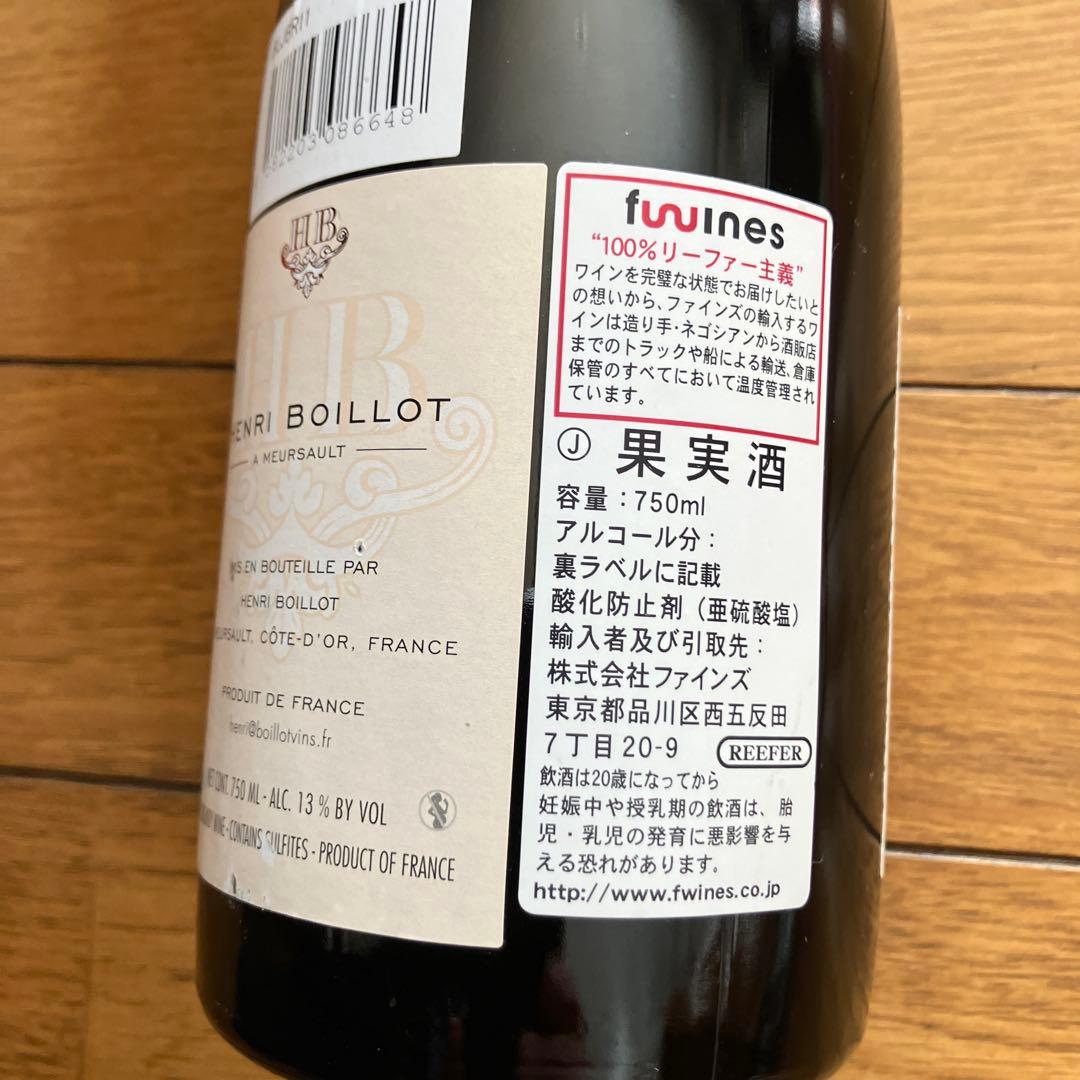 HB
HENRI BOILLOT
A MEURSAULT
MIS EN BOUTEILLE PAR
HENRI BOILLOT
MEURSAULT, CÔTE-D'OR, FRANCE
PRODUIT DE FRANCE
henri@boillotvins.fr
NET CONT. 750 ML - ALC. 13 % BY VOL
WINE - CONTAINS SULFITES - PRODUCT OF FRANCE
fwines
“100%リーファー主義”
ワインを完璧な状態でお届けしたいと
の想いから、ファインズの輸入するワ
インは造り手・ネゴシアンから酒販店
までのトラックや船による輸送、倉庫
保管のすべてにおいて温度管理され
ています。
Ⓙ 果実酒
容量：750ml
アルコール分：
裏ラベルに記載
酸化防止剤（亜硫酸塩）
輸入者及び引取先：
株式会社ファインズ
東京都品川区西五反田
7丁目20-9 REEFER
飲酒は20歳になってから
妊娠中や授乳期の飲酒は、胎
児・乳児の発育に悪影響を与
える恐れがあります。
http://www.fwines.co.jp